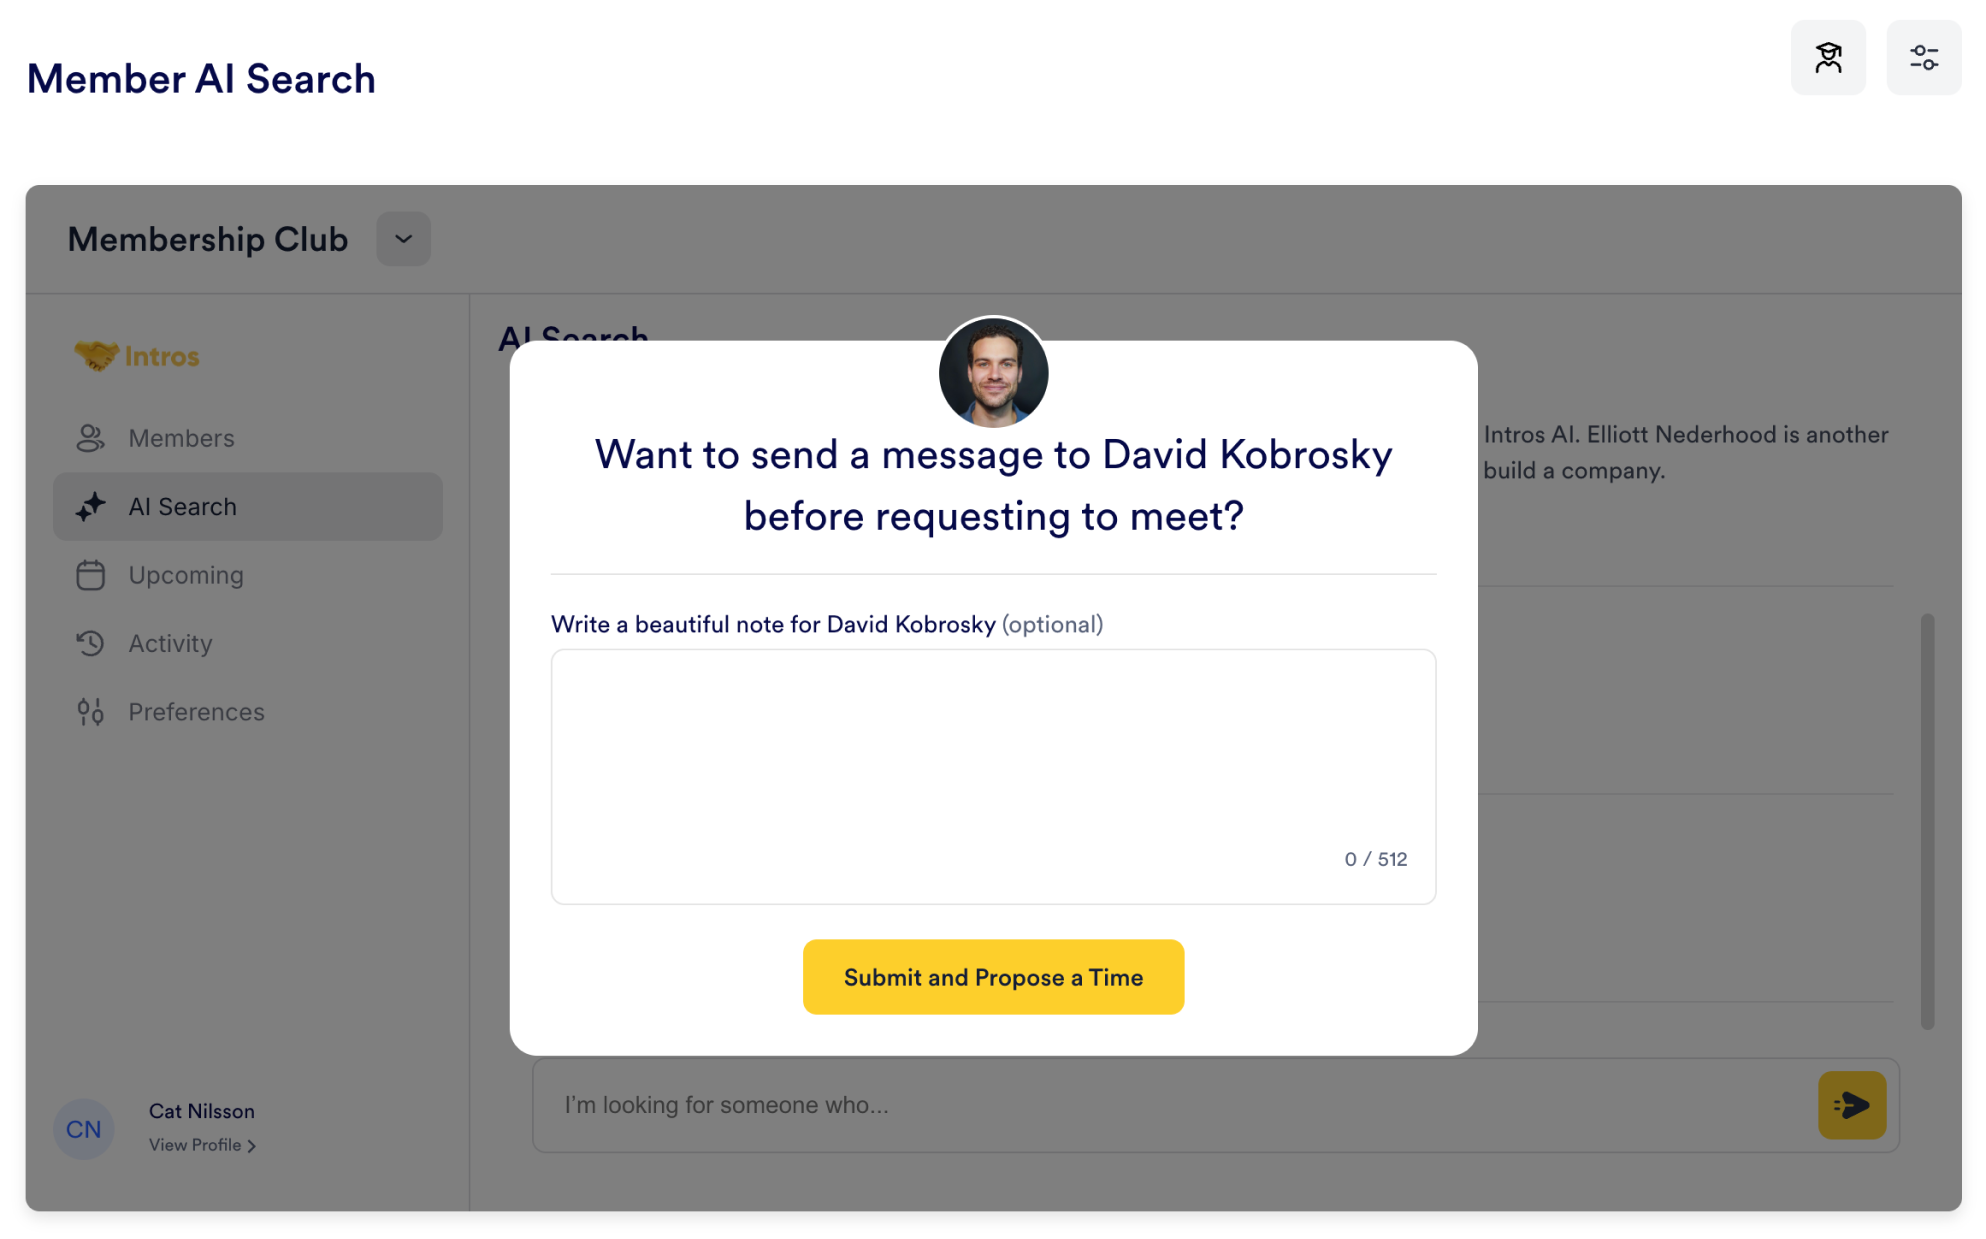 Member AI Search
Membership Club
Intros
Members
AI Search
Upcoming
Activity
Preferences
Cat Nilsson
CN
View Profile
AI Search
Intros AI. Elliott Nederhood is another
build a company.
Want to send a message to David Kobrosky
before requesting to meet?
Write a beautiful note for David Kobrosky (optional)
0 / 512
Submit and Propose a Time
I'm looking for someone who...